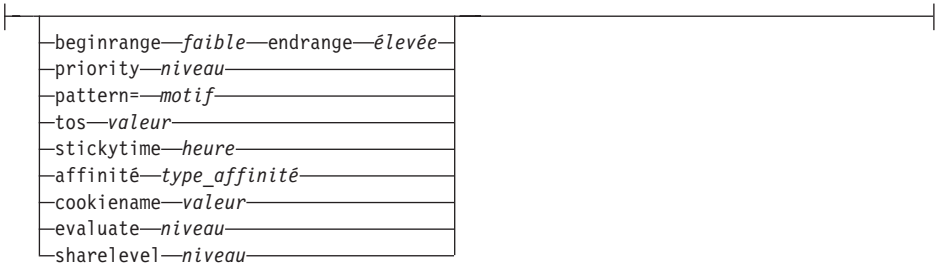 beginrange faible endrange élevée
priority niveau
pattern= motif
tos valeur
stickytime heure
affinité type_affinité
cookiename valeur
evaluate niveau
sharelevel niveau